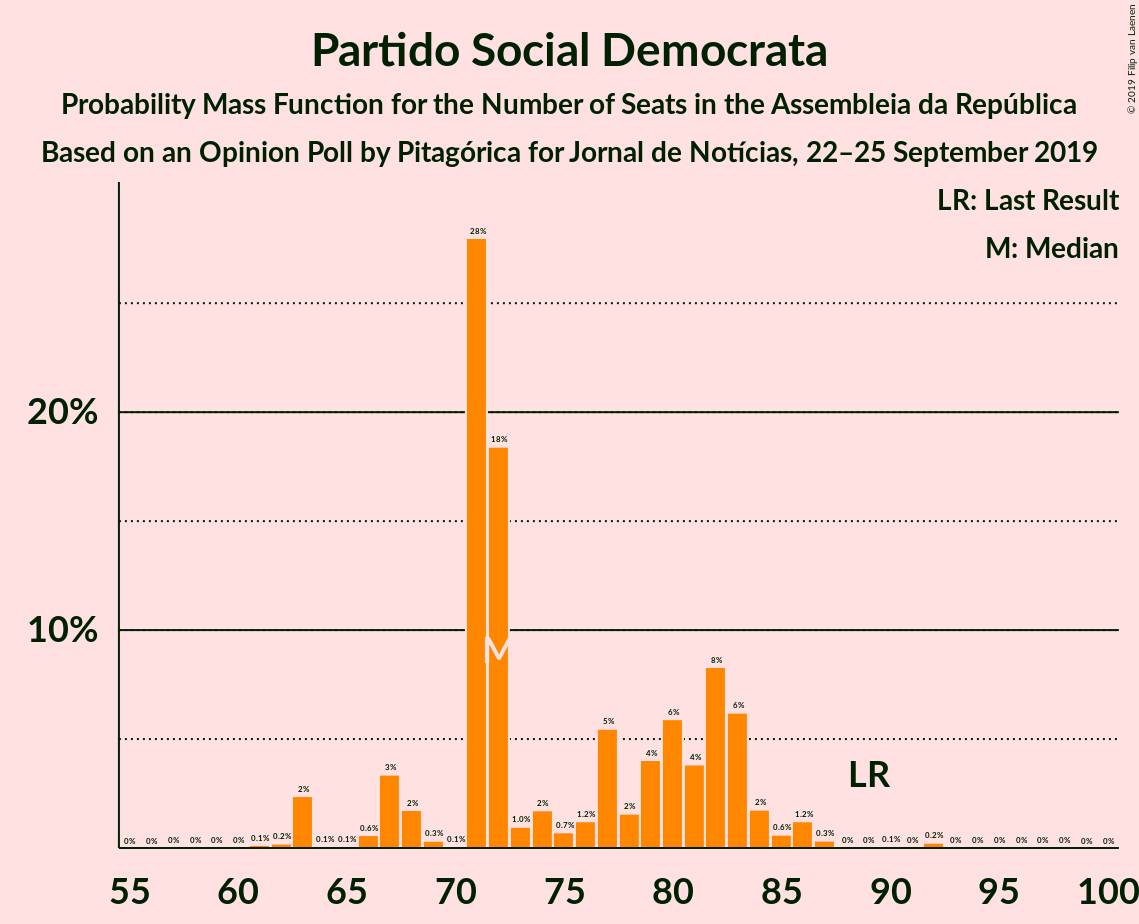 Partido Social Democrata
Probability Mass Function for the Number of Seats in the Assembleia da República
Based on an Opinion Poll by Pitagórica for Jornal de Notícias, 22–25 September 2019
© 2019 Filip van Laenen
LR: Last Result
M: Median
20%
10%
0% 0% 0% 0% 0% 0% 0.1% 0.2% 2% 0.1% 0.1% 0.6% 3% 2% 0.3% 0.1% 28% 18% 1.0% 2% 0.7% 1.2% 5% 2% 4% 6% 4% 8% 6% 2% 0.6% 1.2% 0.3% 0% 0% 0.1% 0% 0.2% 0% 0% 0% 0% 0% 0% 0% 0%
M
LR
55 60 65 70 75 80 85 90 95 100